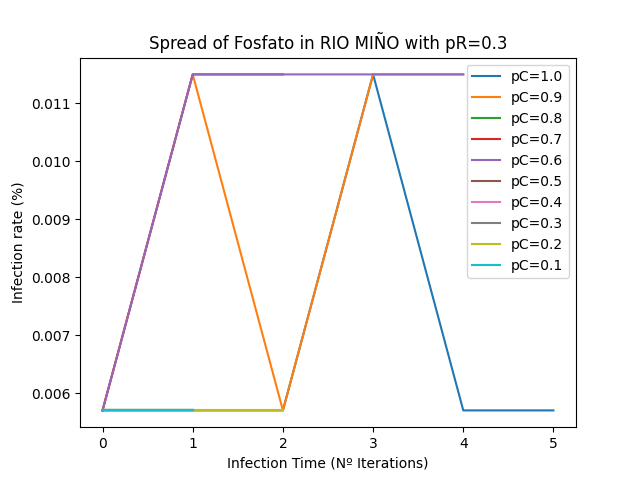 Spread of Fosfato in RIO MIÑO with pR=0.3
Infection rate (%)
0.011
0.010
0.009
0.008
0.007
0.006
0 1 2 3 4 5
Infection Time (Nº Iterations)
pC=1.0
pC=0.9
pC=0.8
pC=0.7
pC=0.6
pC=0.5
pC=0.4
pC=0.3
pC=0.2
pC=0.1